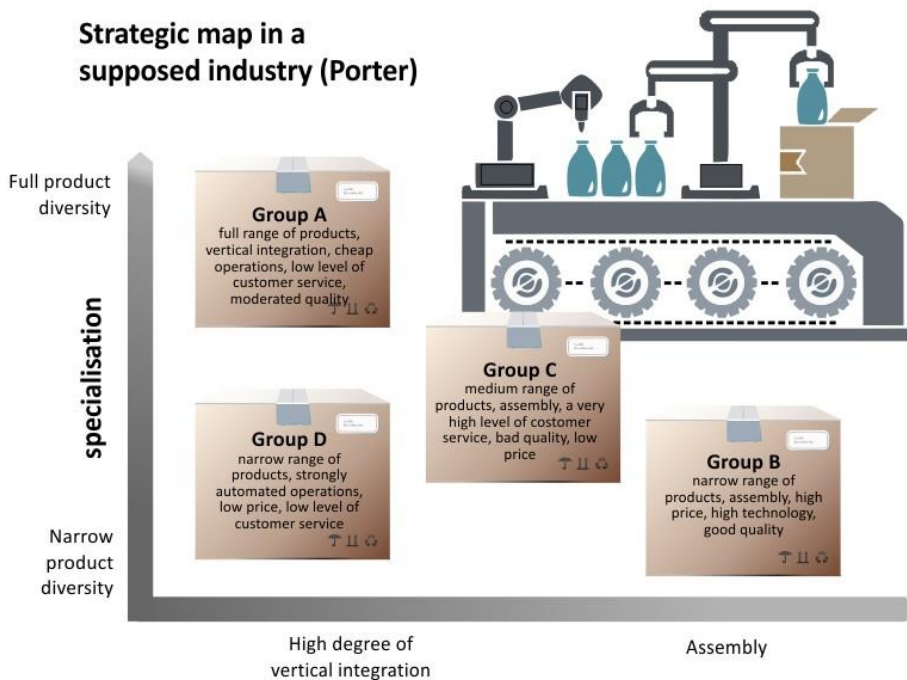 Strategic map in a
supposed industry (Porter)
Full product
diversity
specialisation
Narrow
product
diversity
Group A
full range of products,
vertical integration, cheap
operations, low level of
customer service,
moderated quality
Group C
medium range of
products, assembly, a very
high level of costomer
service, bad quality, low
price
Group D
narrow range of
products, strongly
automated operations,
low price, low level of
customer service
Group B
narrow range of
products, assembly, high
price, high technology,
good quality
High degree of
vertical integration
Assembly